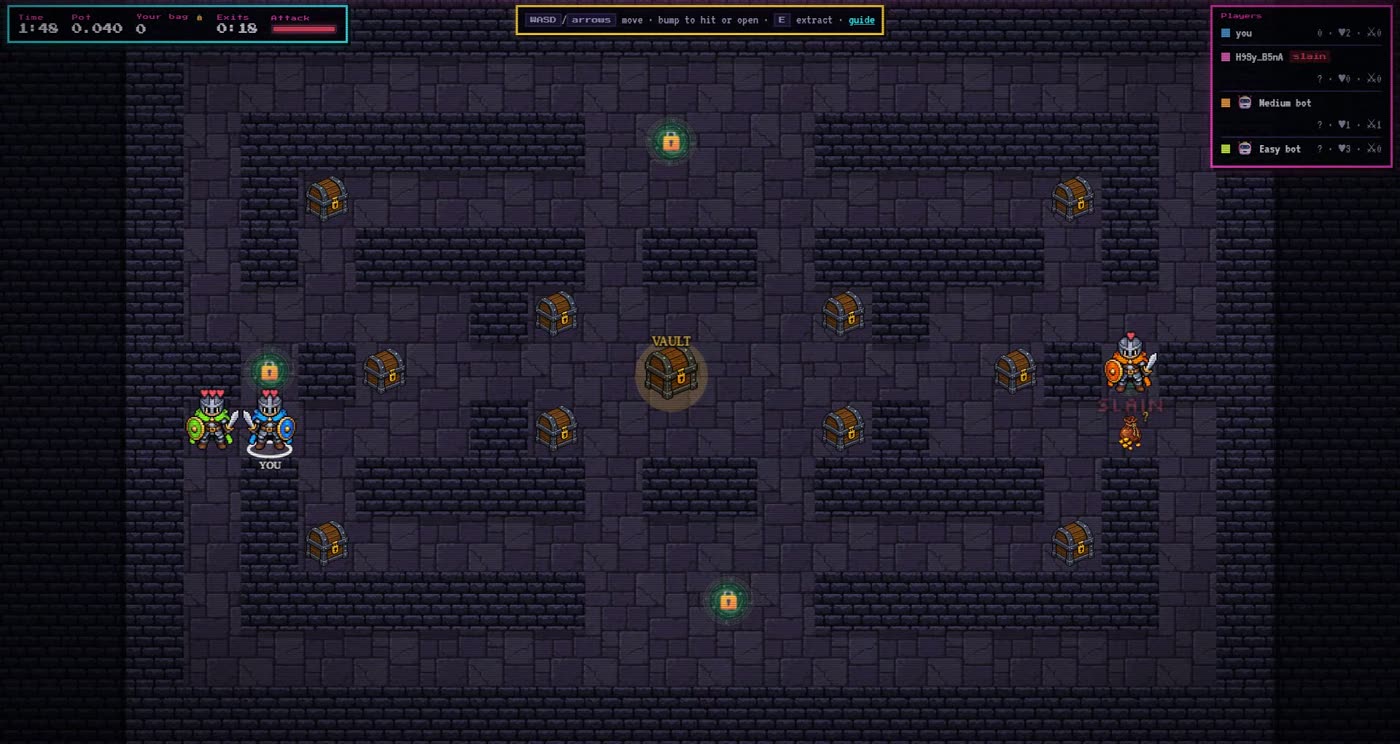 Time Pot Your bag Exits Attack
1:48 0.040 0 0:18
WASD / arrows move · bump to hit or open · E extract · guide
Players
you 0 · ♥2 · ⚔0
H9Sy_B5nA slain
? · ♥0 · ⚔0
Medium bot
? · ♥1 · ⚔1
Easy bot ? · ♥3 · ⚔0
VAULT
SLAIN
?
YOU